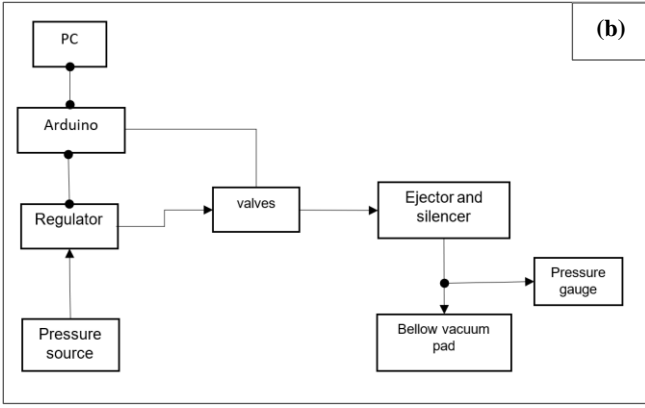 (b)
PC
Arduino
Regulator
valves
Ejector and
silencer
Pressure
gauge
Pressure
source
Bellow vacuum
pad